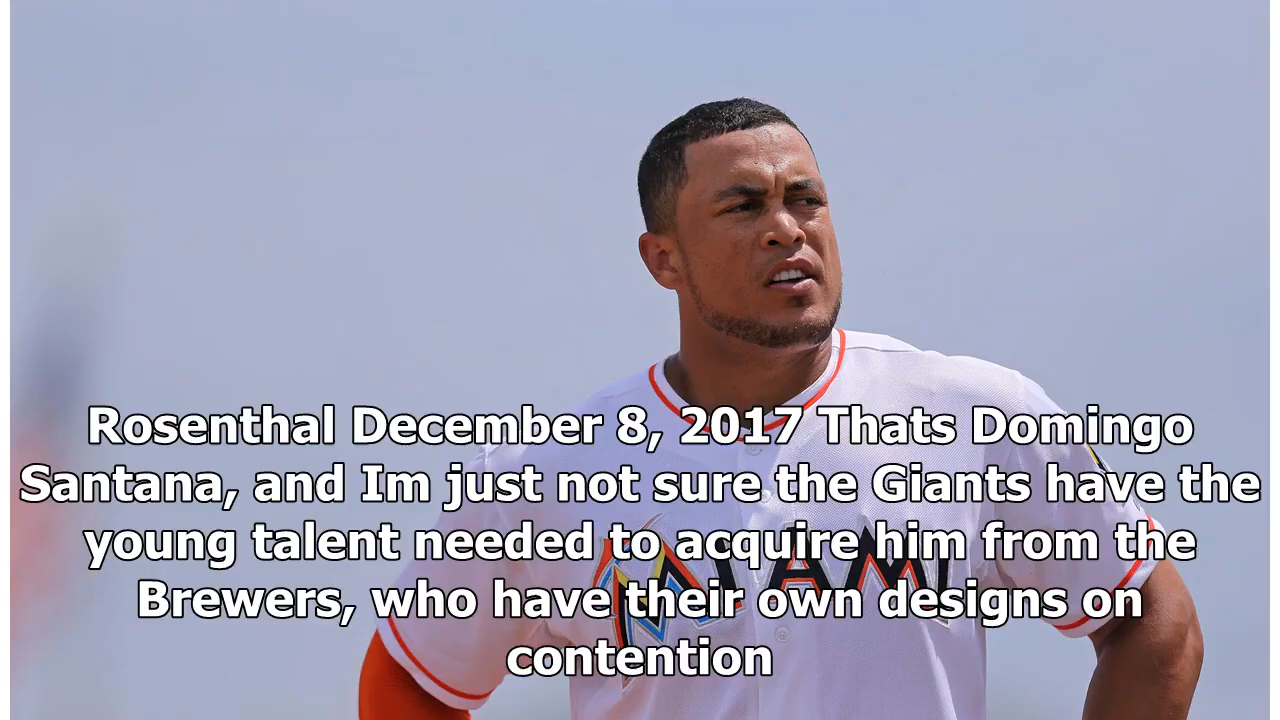 Rosenthal December 8, 2017 Thats Domingo
Santana, and Im just not sure the Giants have the
young talent needed to acquire him from the
Brewers, who have their own designs on
contention
MIAMI